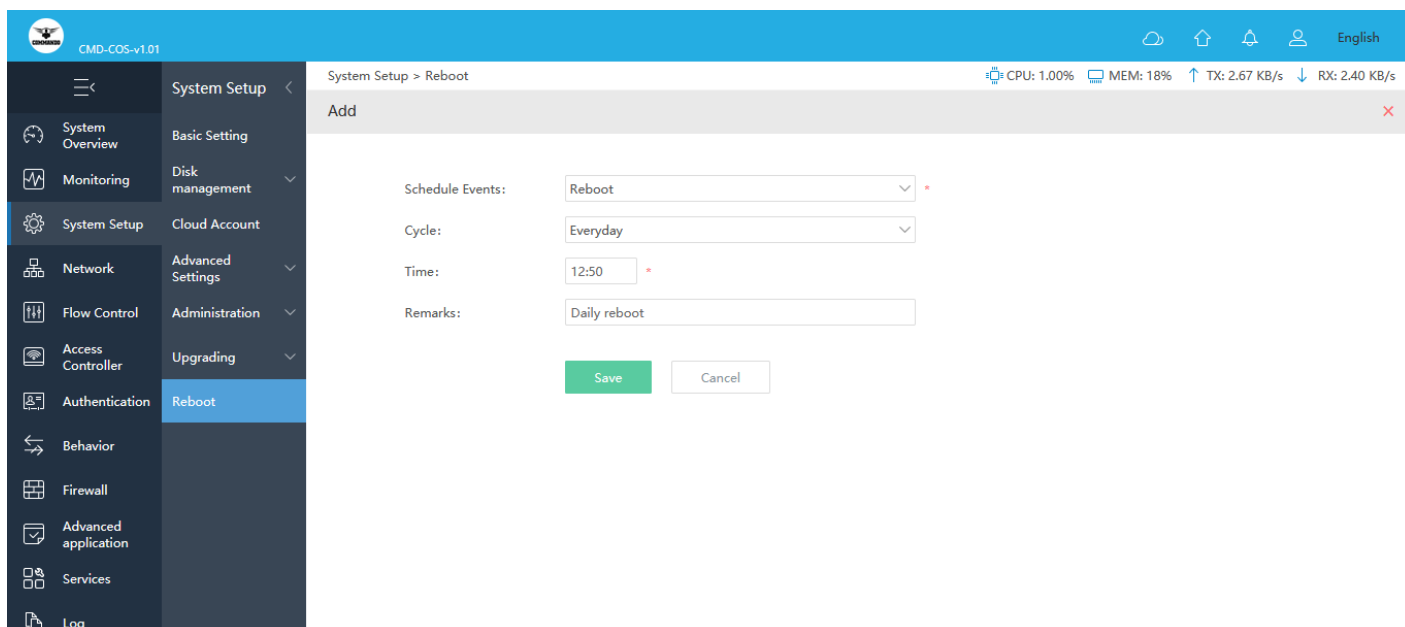 COMMANDO
CMD-COS-v1.01
English
System Setup
System Setup > Reboot
CPU: 1.00%
MEM: 18%
TX: 2.67 KB/s
RX: 2.40 KB/s
Add
System
Overview
Monitoring
System Setup
Network
Flow Control
Access
Controller
Authentication
Behavior
Firewall
Advanced
application
Services
Log
Basic Setting
Disk
management
Cloud Account
Advanced
Settings
Administration
Upgrading
Reboot
Schedule Events: Reboot *
Cycle: Everyday
Time: 12:50 *
Remarks: Daily reboot
Save Cancel